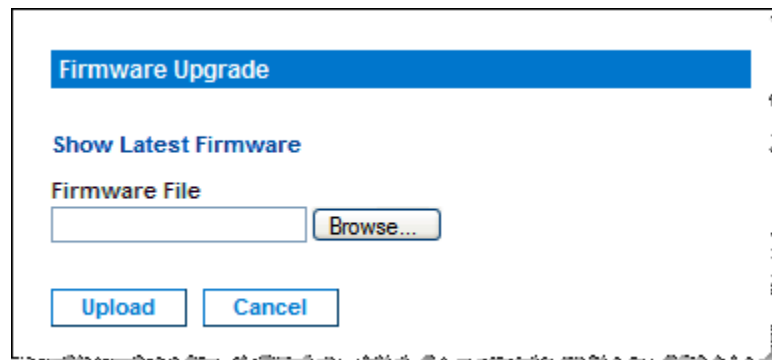 Firmware Upgrade
Show Latest Firmware
Firmware File
Browse...
Upload Cancel